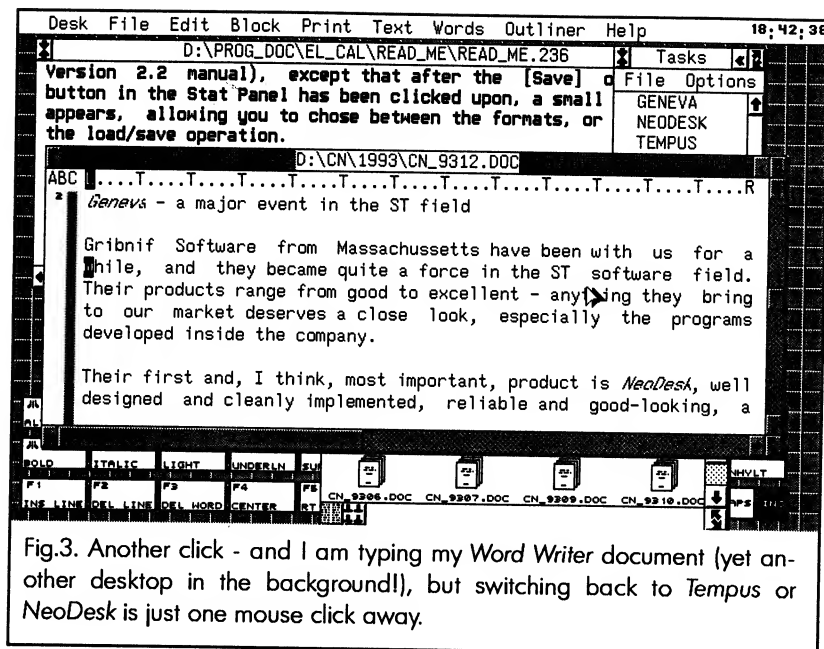 Desk File Edit Block Print Text Words Outliner Help 18:42:38
D:\PROG_DOC\EL_CAL\READ_ME\READ_ME.236
Tasks
Version 2.2 manual), except that after the [Save] o
File Options
button in the Stat Panel has been clicked upon, a small
GENEVA
appears, allowing you to chose between the formats, or
NEODESK
the load/save operation.
TEMPUS
D:\CN\1993\CN_9312.DOC
ABC ....T....T....T....T....T....T....T....T....T....T....T....T....R
2
Geneva - a major event in the ST field
Gribnif Software from Massachussetts have been with us for a
while, and they became quite a force in the ST software field.
Their products range from good to excellent - anything they bring
to our market deserves a close look, especially the programs
developed inside the company.
Their first and, I think, most important, product is NeoDesk, well
designed and cleanly implemented, reliable and good-looking, a
BOLD ITALIC LIGHT UNDERLN SU
NHYLT
F1 F2 F3 F4 F5
INS LINE DEL LINE DEL WORD CENTER RT
CN_9306.DOC CN_9307.DOC CN_9309.DOC CN_9310.DOC
APS INS
Fig.3. Another click - and I am typing my Word Writer document (yet an-
other desktop in the background!), but switching back to Tempus or
NeoDesk is just one mouse click away.